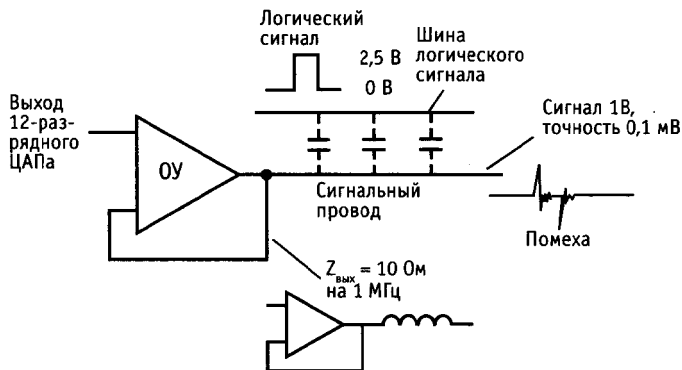 Логический
сигнал
2,5 В
0 В
Шина
логического
сигнала
Выход
12-раз-
рядного
ЦАПа
ОУ
Сигнал 1В,
точность 0,1 мВ
Сигнальный
провод
Помеха
Zвых = 10 Ом
на 1 МГц